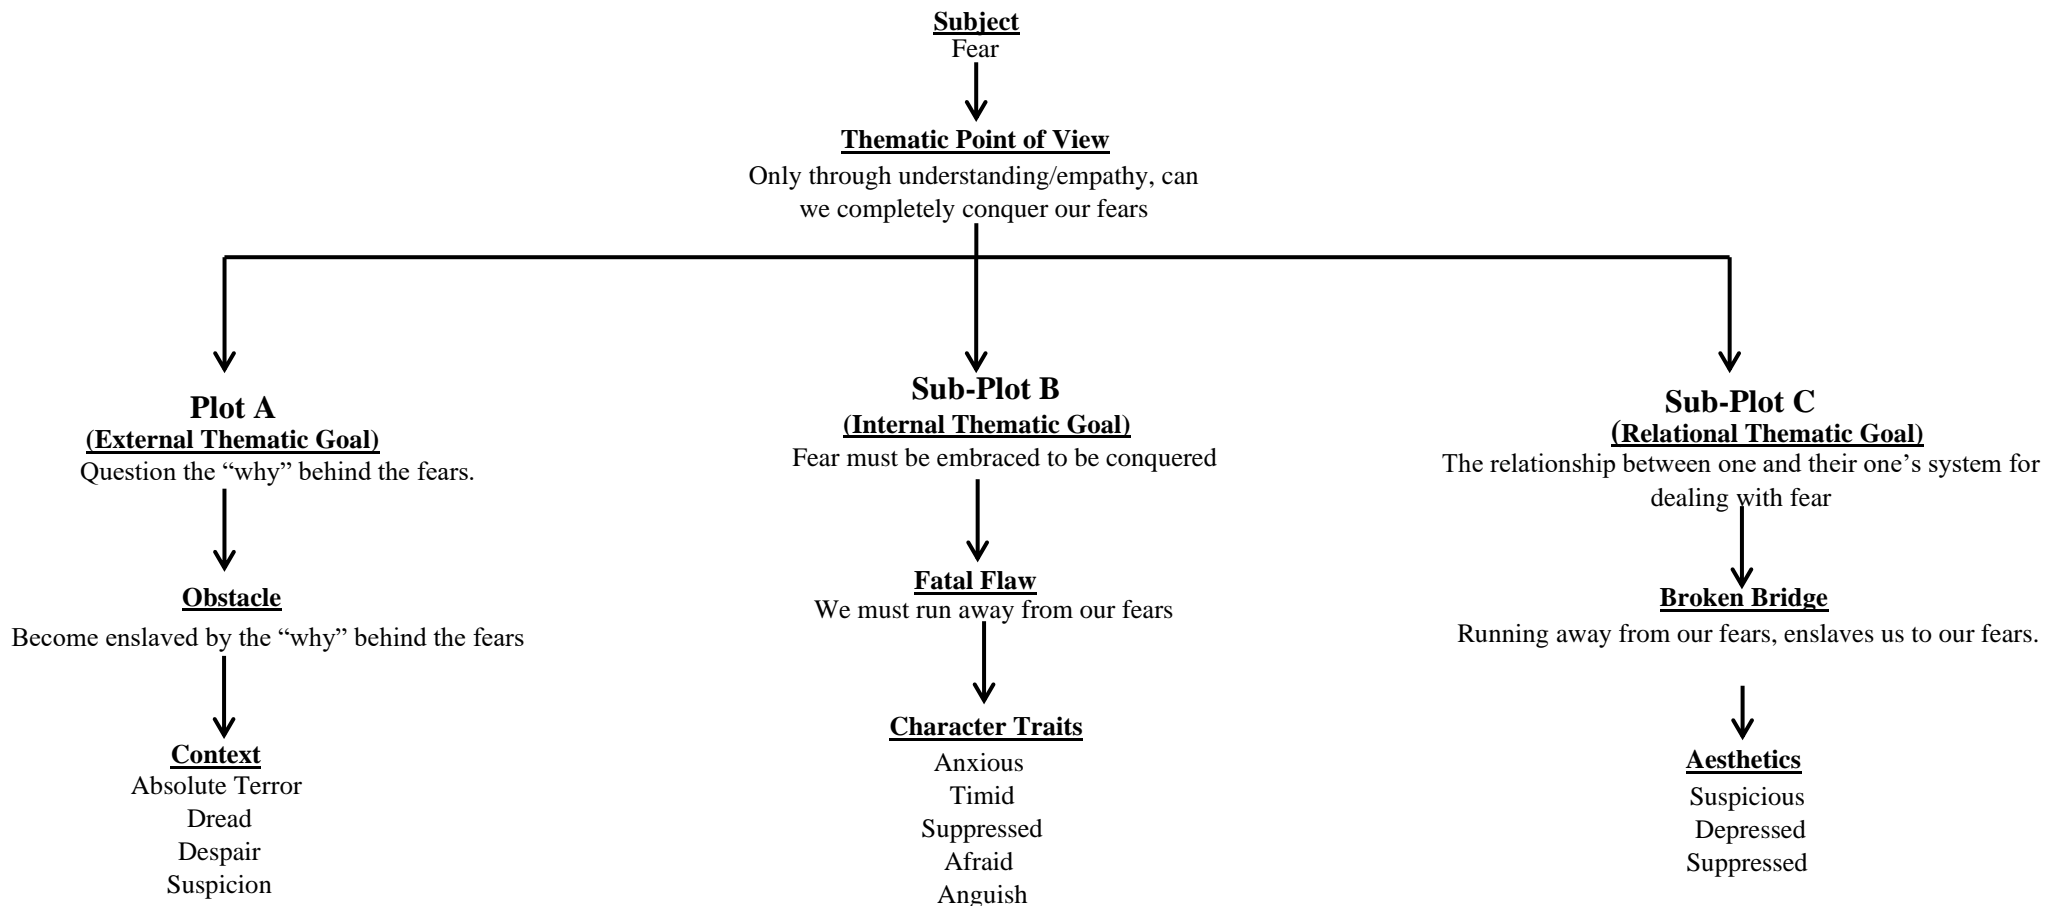 Subject
Fear
Thematic Point of View
Only through understanding/empathy, can
we completely conquer our fears
Plot A
(External Thematic Goal)
Question the “why” behind the fears.
Obstacle
Become enslaved by the “why” behind the fears
Context
Absolute Terror
Dread
Despair
Suspicion
Sub-Plot B
(Internal Thematic Goal)
Fear must be embraced to be conquered
Fatal Flaw
We must run away from our fears
Character Traits
Anxious
Timid
Suppressed
Afraid
Anguish
Sub-Plot C
(Relational Thematic Goal)
The relationship between one and their one’s system for
dealing with fear
Broken Bridge
Running away from our fears, enslaves us to our fears.
Aesthetics
Suspicious
Depressed
Suppressed